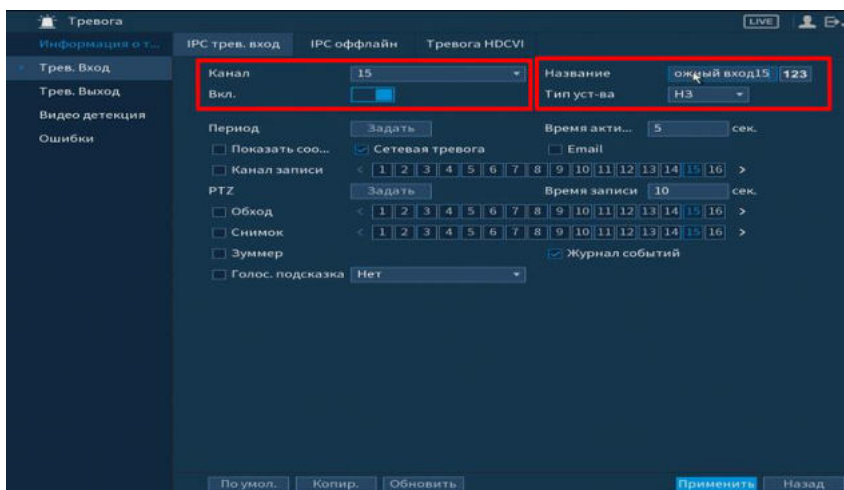 Тревога LIVE
Информация о т...
Трев. Вход
Трев. Выход
Видео детекция
Ошибки
IPC трев. вход IPC оффлайн Тревога HDCVI
Канал 15 Название ожный вход15 123
Вкл. Тип уст-ва НЗ
Период Задать Время акти... 5 сек.
Показать соо... Сетевая тревога Email
Канал записи < 1 2 3 4 5 6 7 8 9 10 11 12 13 14 15 16 >
PTZ Задать Время записи 10 сек.
Обход < 1 2 3 4 5 6 7 8 9 10 11 12 13 14 15 16 >
Снимок < 1 2 3 4 5 6 7 8 9 10 11 12 13 14 15 16 >
Зуммер Журнал событий
Голос. подсказка Нет
По умол. Копир. Обновить Применить Назад